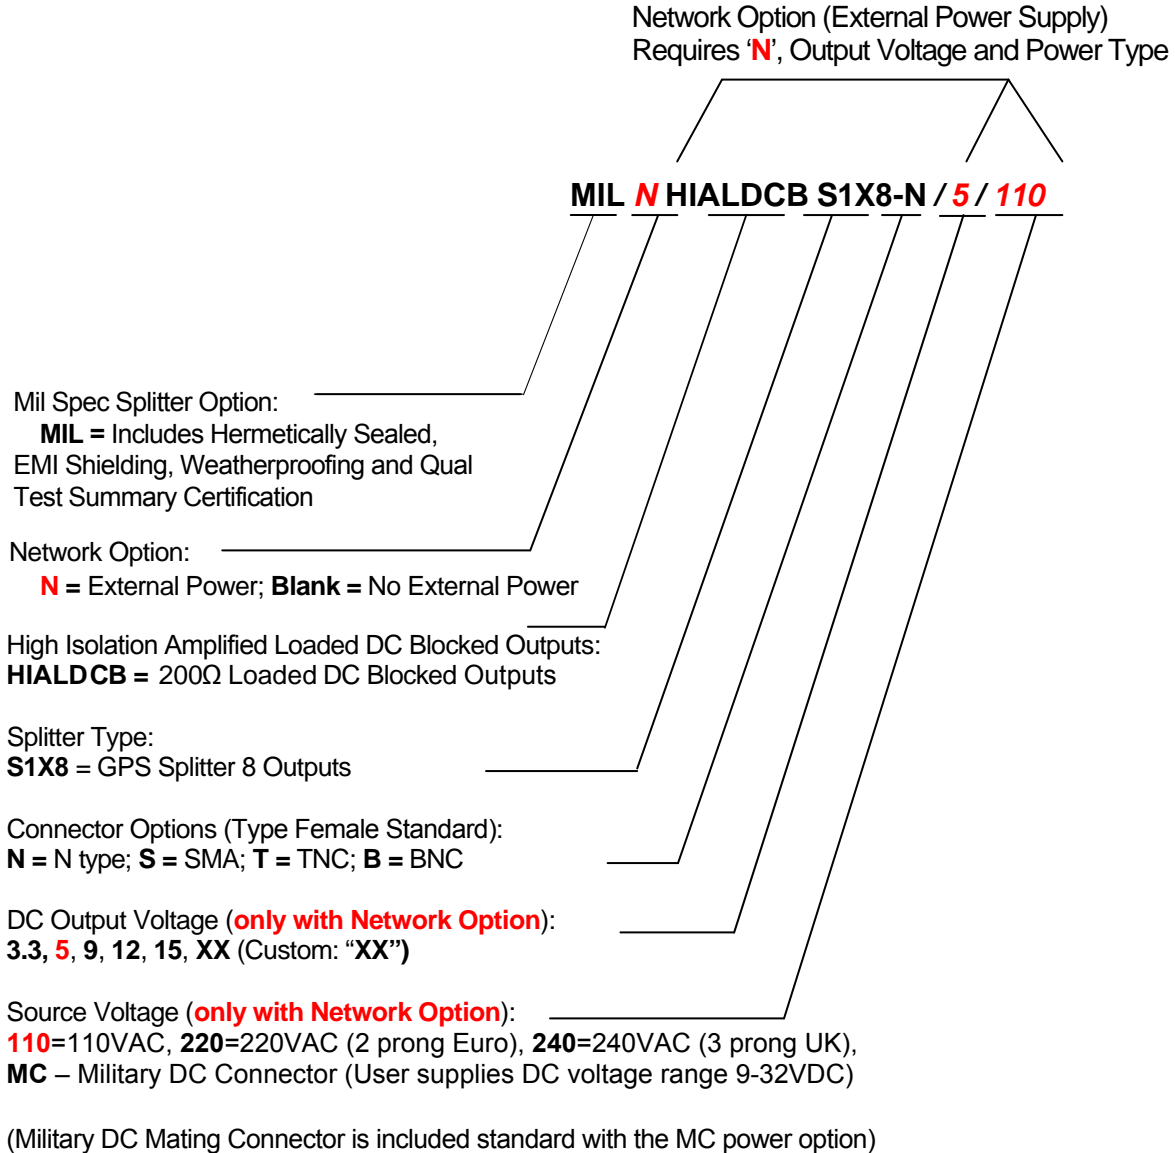 Network Option (External Power Supply)
Requires ‘N’, Output Voltage and Power Type
MIL N HIALDCB S1X8-N / 5 / 110
Mil Spec Splitter Option:
MIL = Includes Hermetically Sealed,
EMI Shielding, Weatherproofing and Qual
Test Summary Certification
Network Option:
N = External Power; Blank = No External Power
High Isolation Amplified Loaded DC Blocked Outputs:
HIALDCB = 200Ω Loaded DC Blocked Outputs
Splitter Type:
S1X8 = GPS Splitter 8 Outputs
Connector Options (Type Female Standard):
N = N type; S = SMA; T = TNC; B = BNC
DC Output Voltage (only with Network Option):
3.3, 5, 9, 12, 15, XX (Custom: “XX”)
Source Voltage (only with Network Option):
110=110VAC, 220=220VAC (2 prong Euro), 240=240VAC (3 prong UK),
MC – Military DC Connector (User supplies DC voltage range 9-32VDC)
(Military DC Mating Connector is included standard with the MC power option)